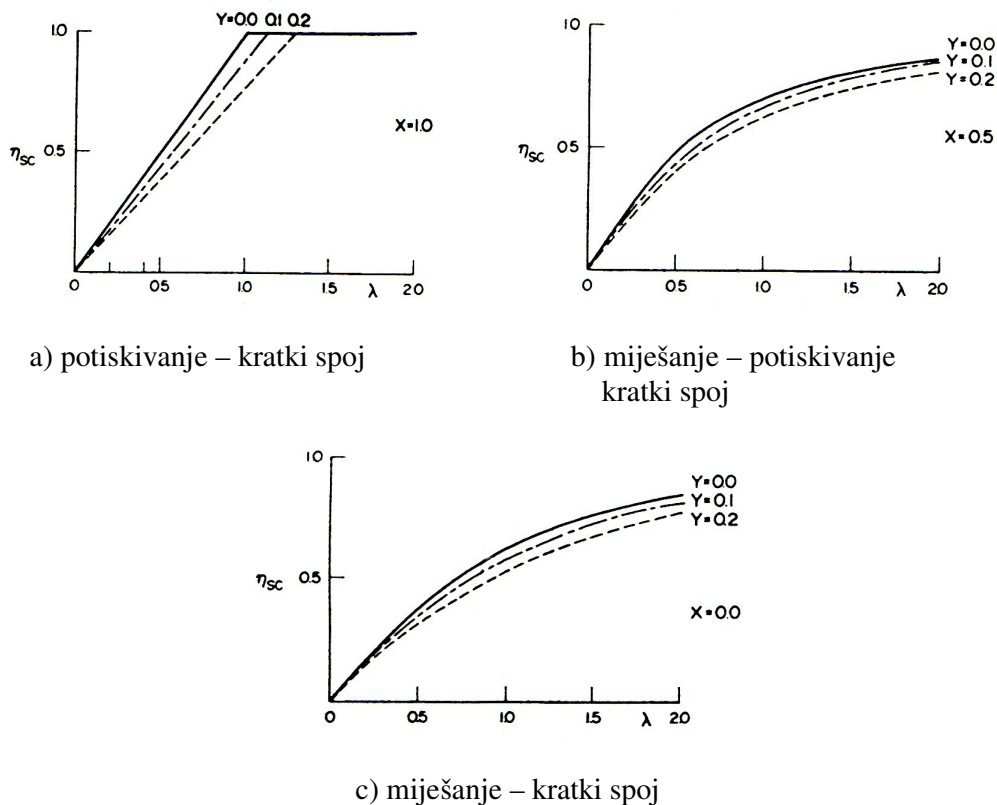 Y=0.0 0.1 0.2
1.0
X=1.0
ηsc 0.5
0 0.5 1.0 1.5 λ 2.0
a) potiskivanje – kratki spoj
1.0
Y=0.0
Y=0.1
Y=0.2
X=0.5
ηsc 0.5
0 0.5 1.0 1.5 λ 2.0
b) miješanje – potiskivanje
kratki spoj
1.0
Y=0.0
Y=0.1
Y=0.2
ηsc 0.5
X=0.0
0 0.5 1.0 1.5 λ 2.0
c) miješanje – kratki spoj